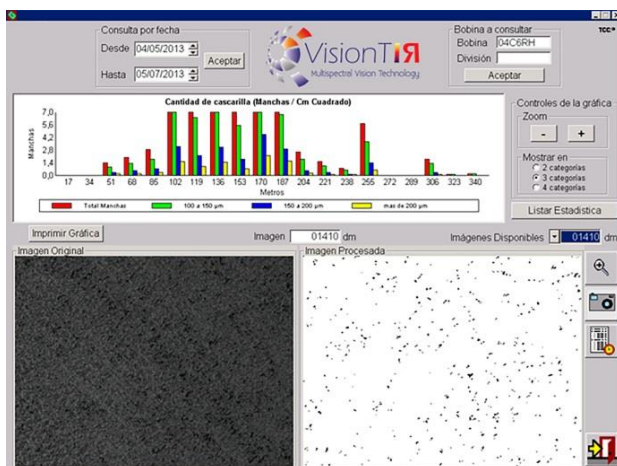 Consulta por fecha
Desde 04/05/2013
Hasta 05/07/2013
Aceptar
VisionTIR
Multispectral Vision Technology
Bobina a consultar
Bobina 04C6RH
División
Aceptar
TCC
Cantidad de cascarilla (Manchas / Cm Cuadrado)
Manchas
7,0
5,6
4,2
2,8
1,4
0,0
17 34 51 68 85 102 119 136 153 170 187 204 221 238 255 272 289 306 323 340
Metros
Total Manchas 100 a 150 µm 150 a 200 µm mas de 200 µm
Controles de la gráfica
Zoom
- +
Mostrar en
2 categorías
3 categorías
4 categorías
Listar Estadistica
Imprimir Gráfica
Imagen 01410 dm
Imágenes Disponibles 01410 dm
Imagen Original
Imagen Procesada